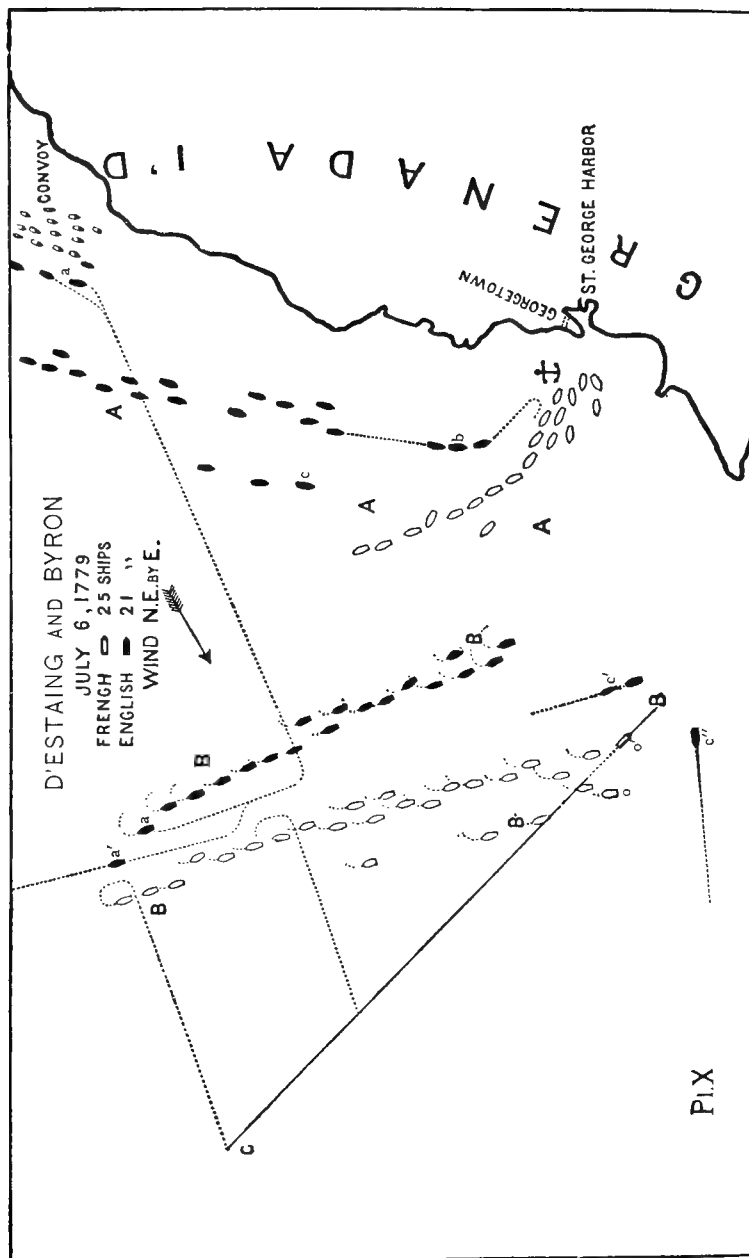 D'ESTAING AND BYRON
JULY 6, 1779
FRENCH 25 SHIPS
ENGLISH 21 ,,
WIND N.E. BY E.
CONVOY
GRENADA I'D
GEORGETOWN
ST. GEORGE HARBOR
a
A
b
c
A
A
B
a
a'
B
B'
B
c'
B
o
o
c''
C
Pl. X